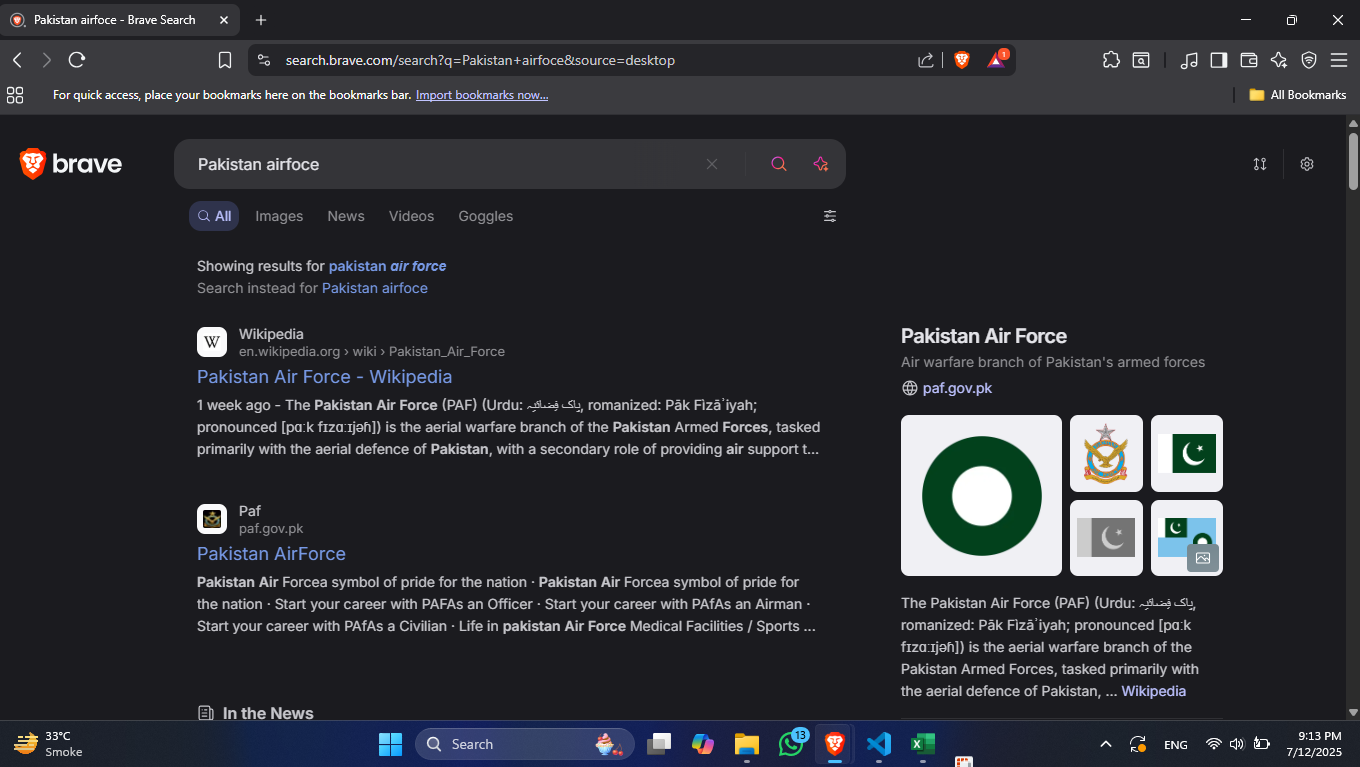 Pakistan airfoce - Brave Search
search.brave.com/search?q=Pakistan+airfoce&source=desktop
1
For quick access, place your bookmarks here on the bookmarks bar. Import bookmarks now...
All Bookmarks
brave
Pakistan airfoce
All Images News Videos Goggles
Showing results for pakistan air force
Search instead for Pakistan airfoce
W
Wikipedia
en.wikipedia.org › wiki › Pakistan_Air_Force
Pakistan Air Force - Wikipedia
1 week ago - The Pakistan Air Force (PAF) (Urdu: پاک فِضائیہ, romanized: Pāk Fìzāʾiyah;
pronounced [pɑːk fɪzɑːɪjəɦ]) is the aerial warfare branch of the Pakistan Armed Forces, tasked
primarily with the aerial defence of Pakistan, with a secondary role of providing air support t...
Paf
paf.gov.pk
Pakistan AirForce
Pakistan Air Forcea symbol of pride for the nation · Pakistan Air Forcea symbol of pride for
the nation · Start your career with PAFAs an Officer · Start your career with PAfAs an Airman ·
Start your career with PAfAs a Civilian · Life in pakistan Air Force Medical Facilities / Sports ...
In the News
Pakistan Air Force
Air warfare branch of Pakistan's armed forces
paf.gov.pk
The Pakistan Air Force (PAF) (Urdu: پاک فِضائیہ,
romanized: Pāk Fìzāʾiyah; pronounced [pɑːk
fɪzɑːɪjəɦ]) is the aerial warfare branch of the
Pakistan Armed Forces, tasked primarily with
the aerial defence of Pakistan, ... Wikipedia
33°C
Smoke
Search
13
ENG
9:13 PM
7/12/2025